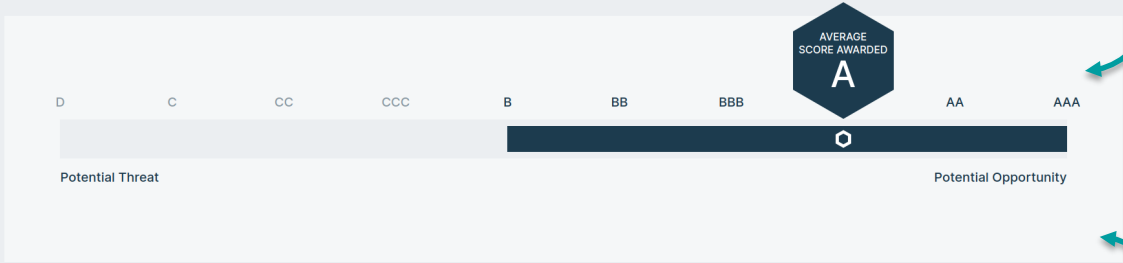 AVERAGE
SCORE AWARDED
A
D C CC CCC B BB BBB AA AAA
Potential Threat Potential Opportunity